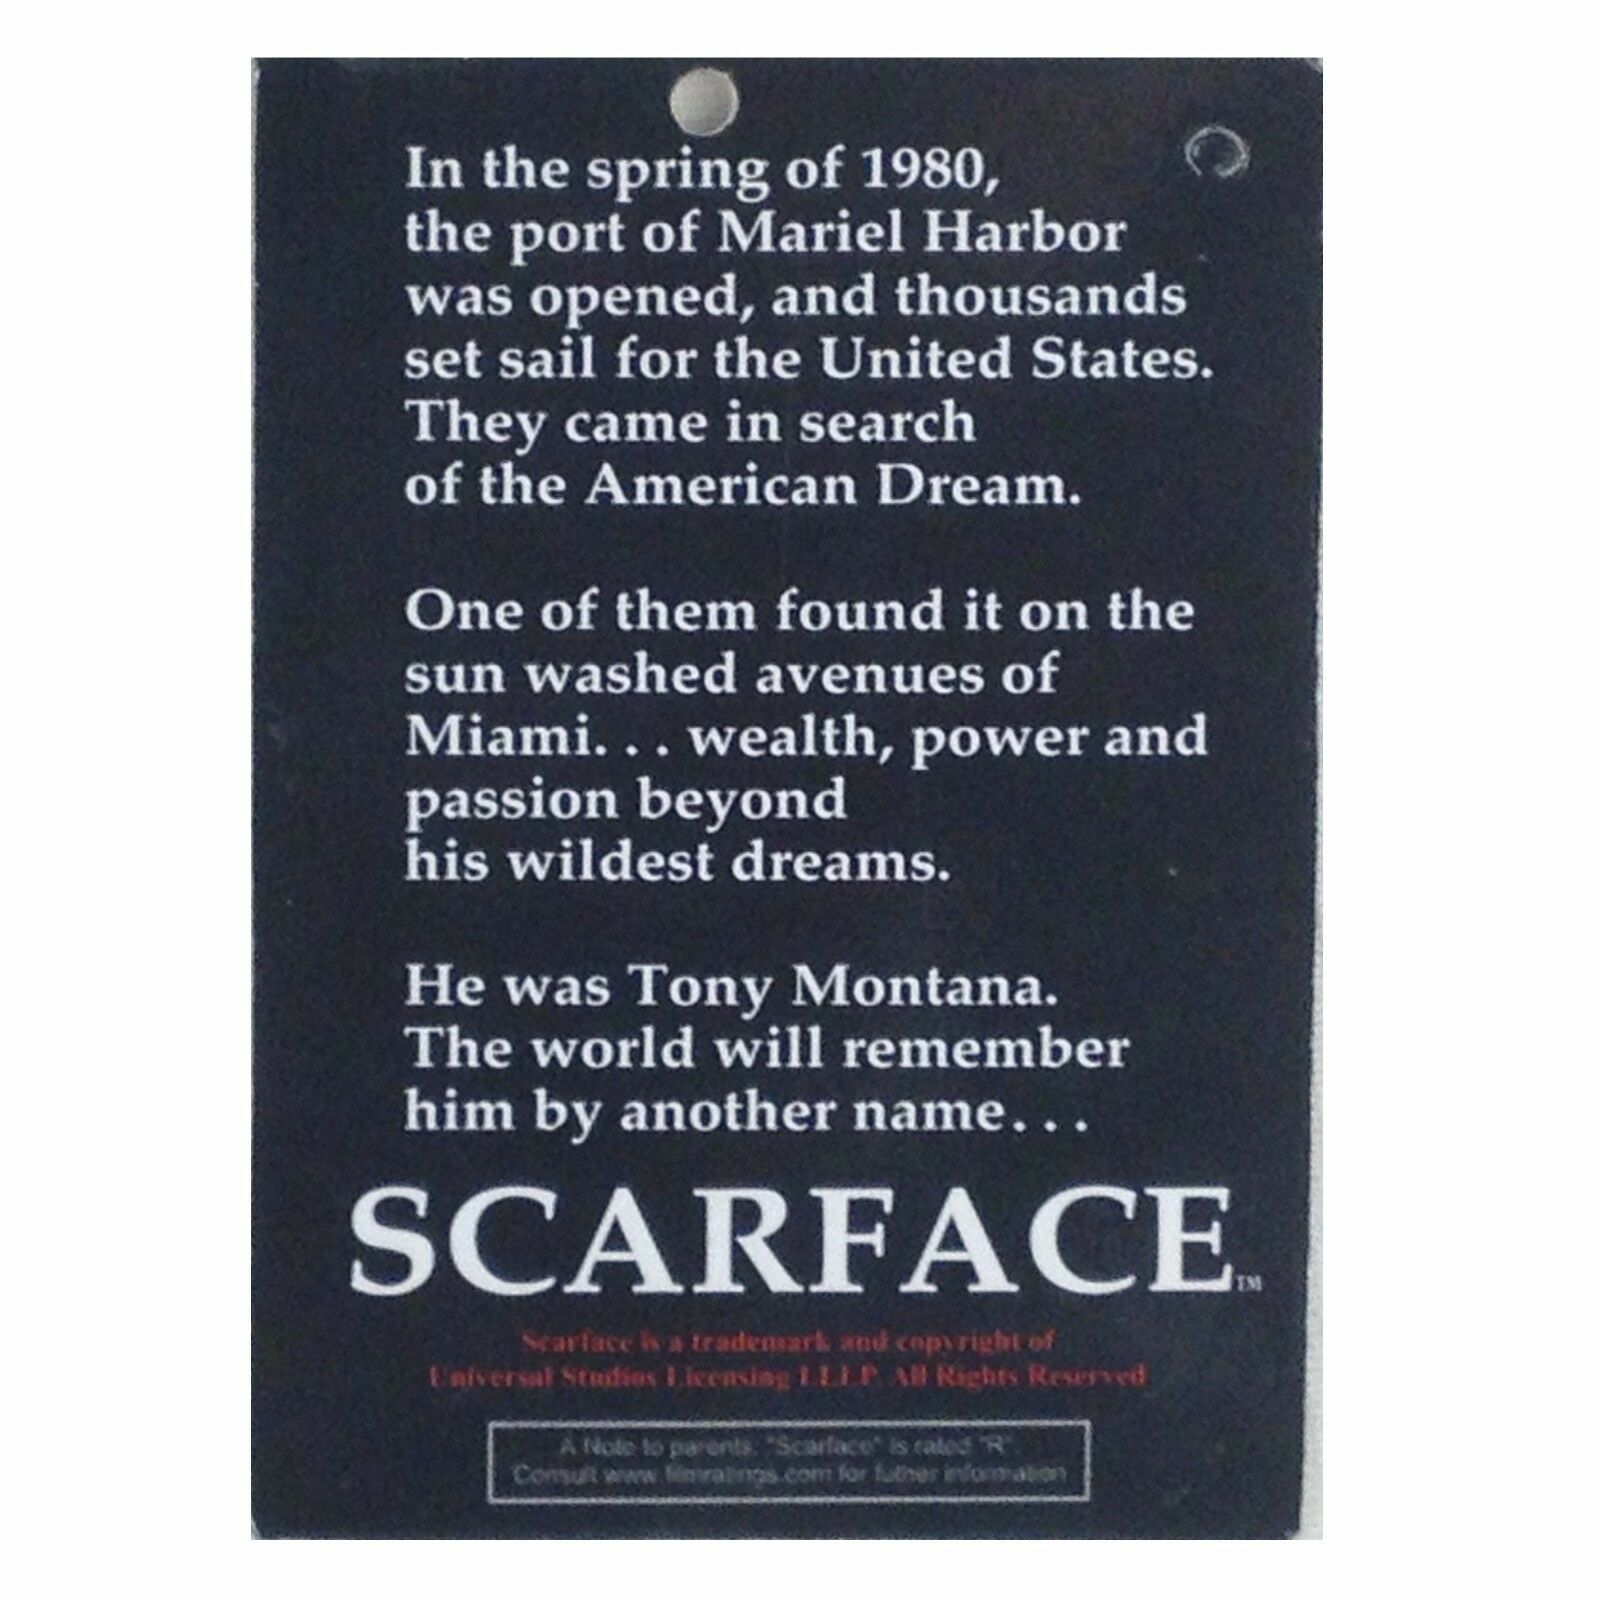 In the spring of 1980,
the port of Mariel Harbor
was opened, and thousands
set sail for the United States.
They came in search
of the American Dream.
One of them found it on the
sun washed avenues of
Miami. . . wealth, power and
passion beyond
his wildest dreams.
He was Tony Montana.
The world will remember
him by another name. . .
SCARFACE™
Scarface is a trademark and copyright of
Universal Studios Licensing LLLP. All Rights Reserved
A Note to parents: "Scarface" is rated "R".
Consult www.filmratings.com for futher information